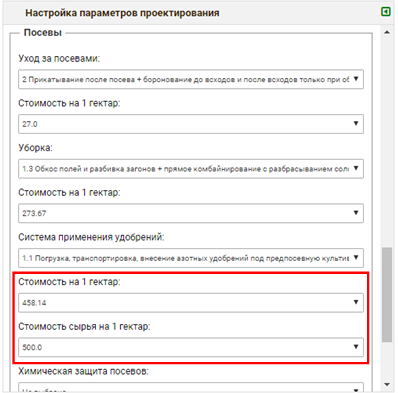 Настройка параметров проектирования
Посевы
Уход за посевами:
2 Прикатывание после посева + боронование до всходов и после всходов только при об
Стоимость на 1 гектар:
27.0
Уборка:
1.3 Обкос полей и разбивка загонов + прямое комбайнирование с разбрасыванием сол
Стоимость на 1 гектар:
273.67
Система применения удобрений:
1.1 Погрузка, транспортировка, внесение азотных удобрений под предпосевную культив
Стоимость на 1 гектар:
458.14
Стоимость сырья на 1 гектар:
500.0
Химическая защита посевов: